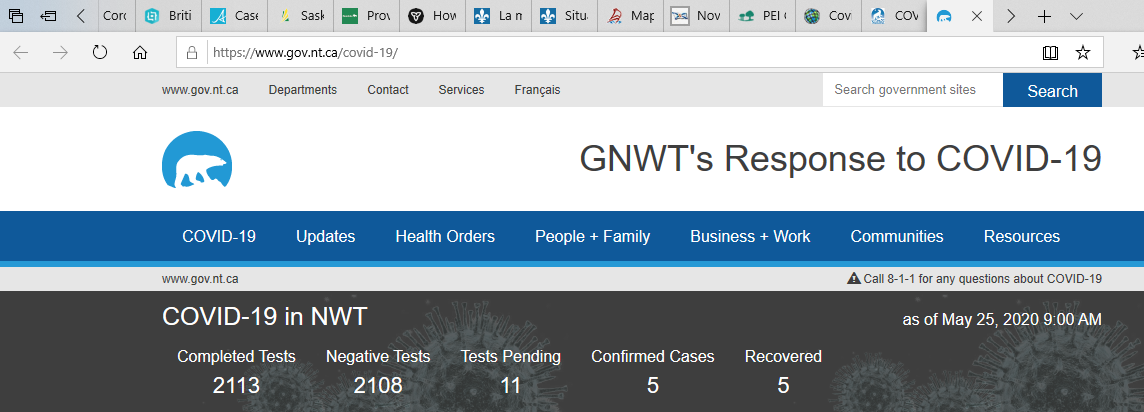 Corc Briti Case Sask Prov How La m Situ Map Nov PEI Covi COV
https://www.gov.nt.ca/covid-19/
www.gov.nt.ca Departments Contact Services Français Search government sites Search
GNWT's Response to COVID-19
COVID-19 Updates Health Orders People + Family Business + Work Communities Resources
www.gov.nt.ca Call 8-1-1 for any questions about COVID-19
COVID-19 in NWT as of May 25, 2020 9:00 AM
Completed Tests Negative Tests Tests Pending Confirmed Cases Recovered
2113 2108 11 5 5